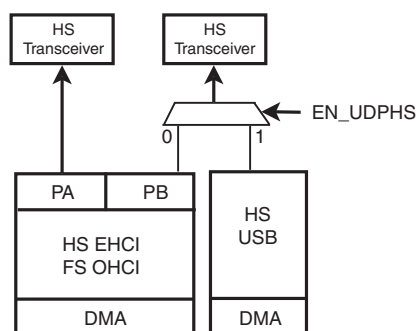 HS
Transceiver
HS
Transceiver
EN_UDPHS
0
1
PA
PB
HS EHCI
FS OHCI
HS
USB
DMA
DMA